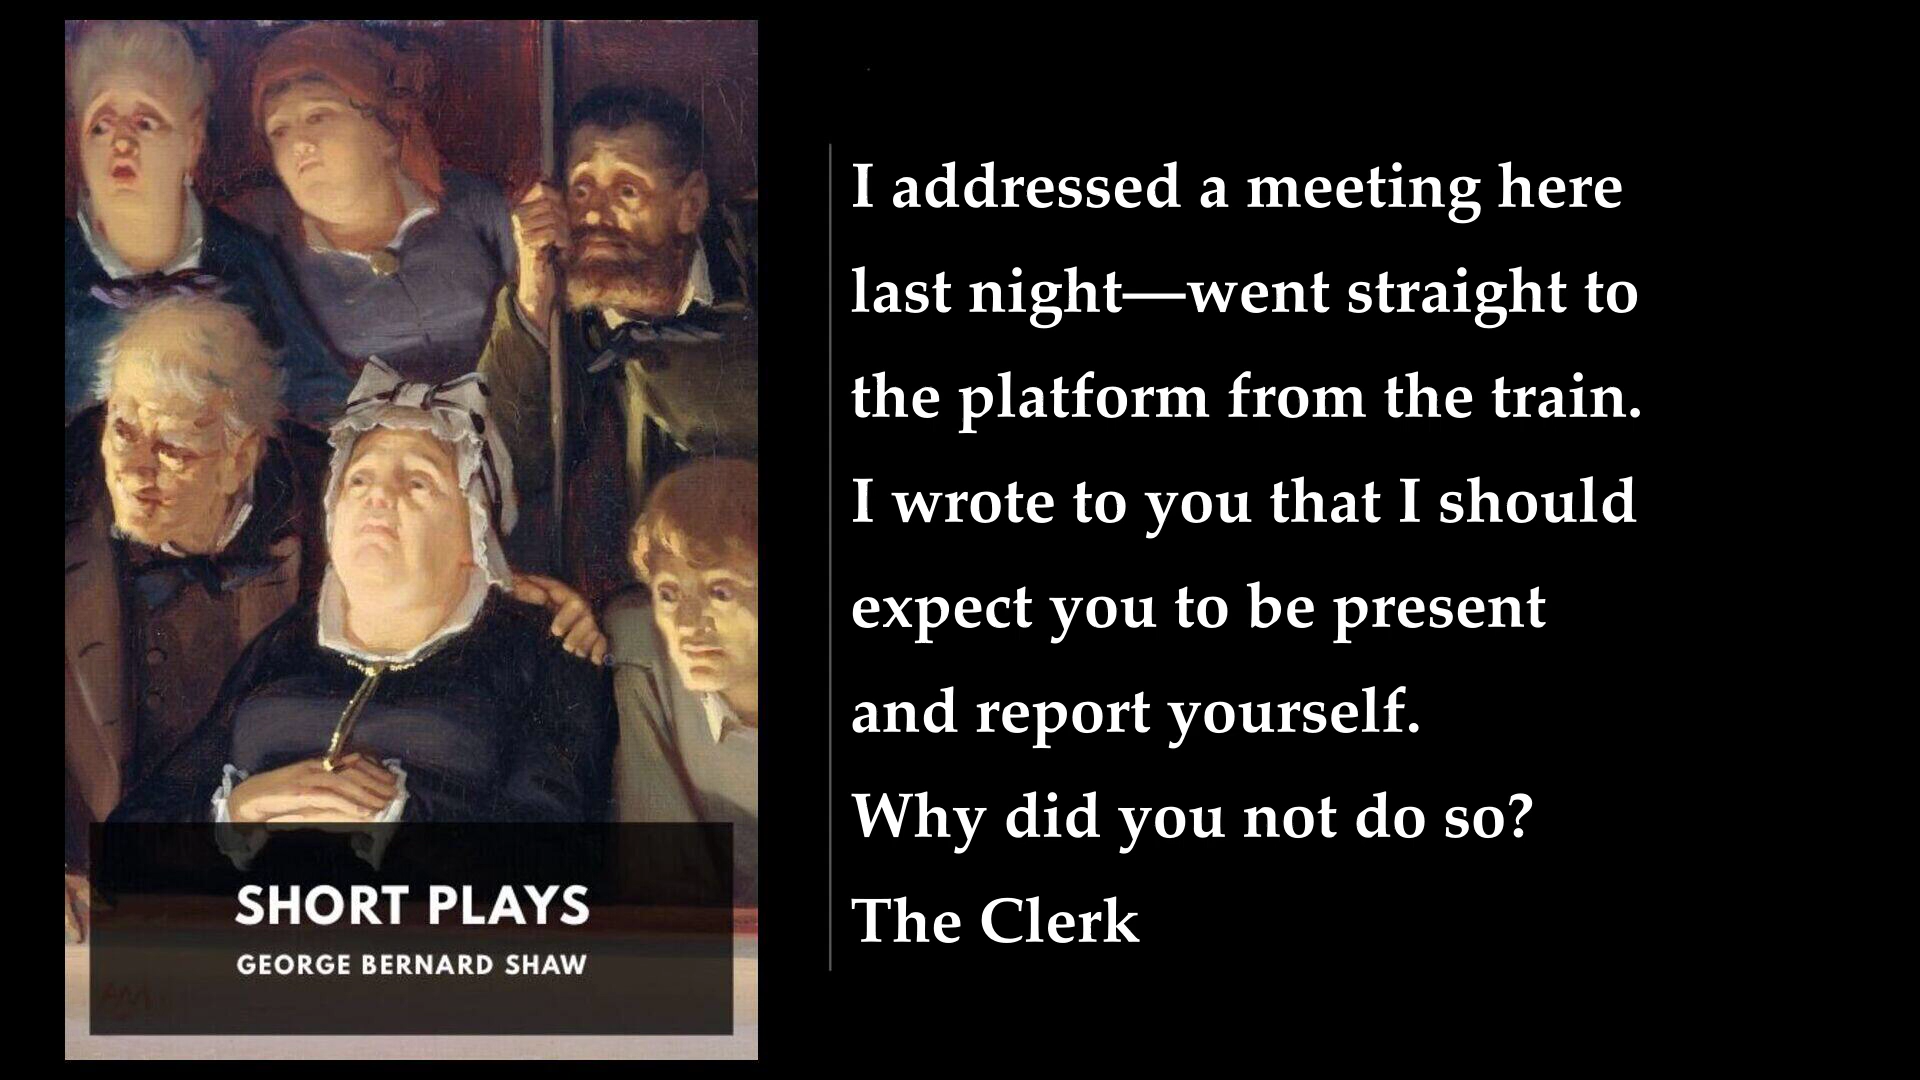 I addressed a meeting here
last night—went straight to
the platform from the train.
I wrote to you that I should
expect you to be present
and report yourself.
Why did you not do so?
The Clerk
SHORT PLAYS
GEORGE BERNARD SHAW